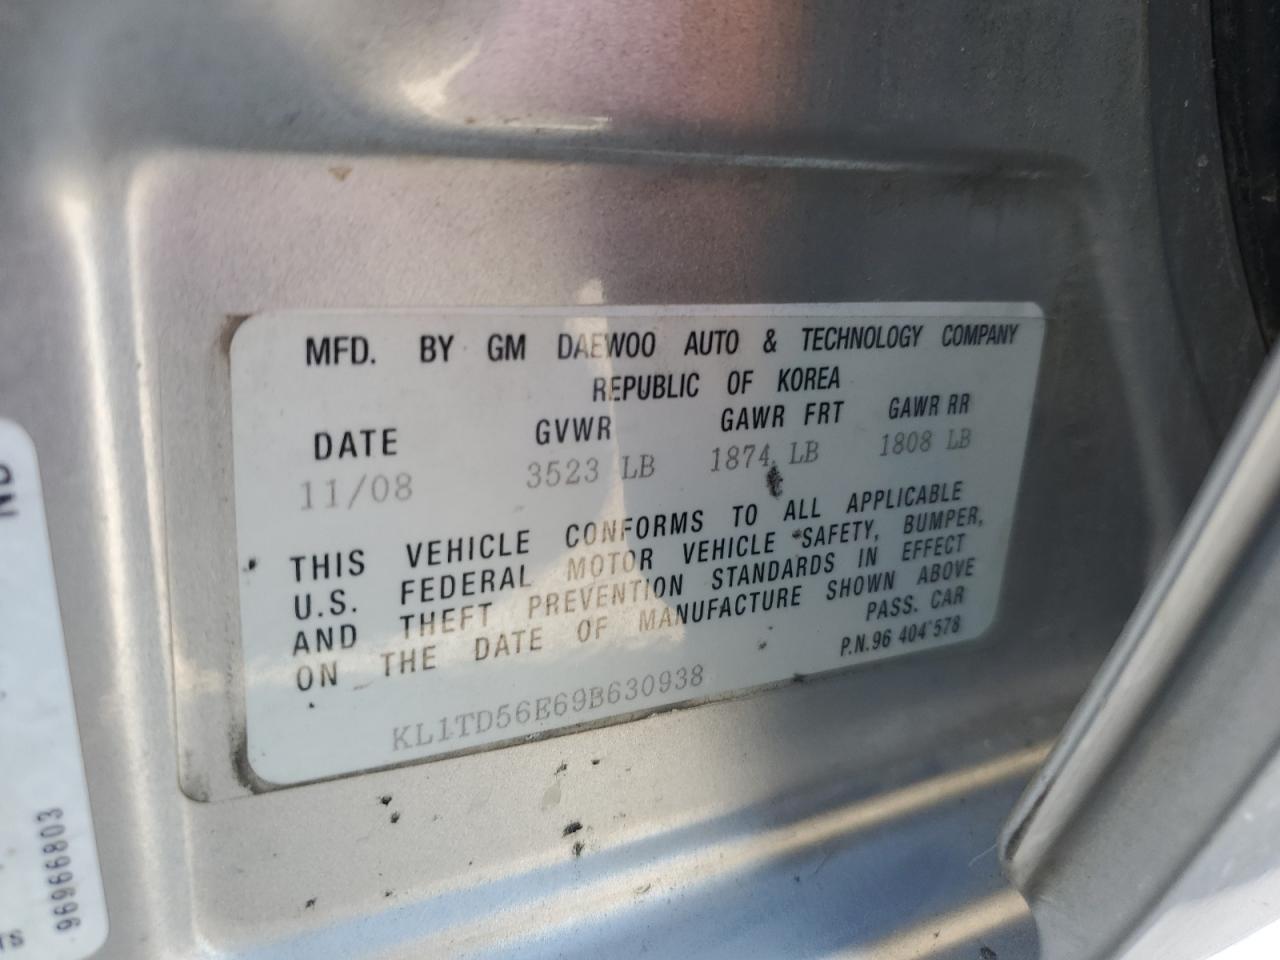 MFD. BY GM DAEWOO AUTO & TECHNOLOGY COMPANY
REPUBLIC OF KOREA
DATE GVWR GAWR FRT GAWR RR
11/08 3523 LB 1874 LB 1808 LB
THIS VEHICLE CONFORMS TO ALL APPLICABLE
U.S. FEDERAL MOTOR VEHICLE SAFETY, BUMPER,
AND THEFT PREVENTION STANDARDS IN EFFECT
ON THE DATE OF MANUFACTURE SHOWN ABOVE
PASS. CAR
P.N.96 404 578
KL1TD56E69B630938
96966803